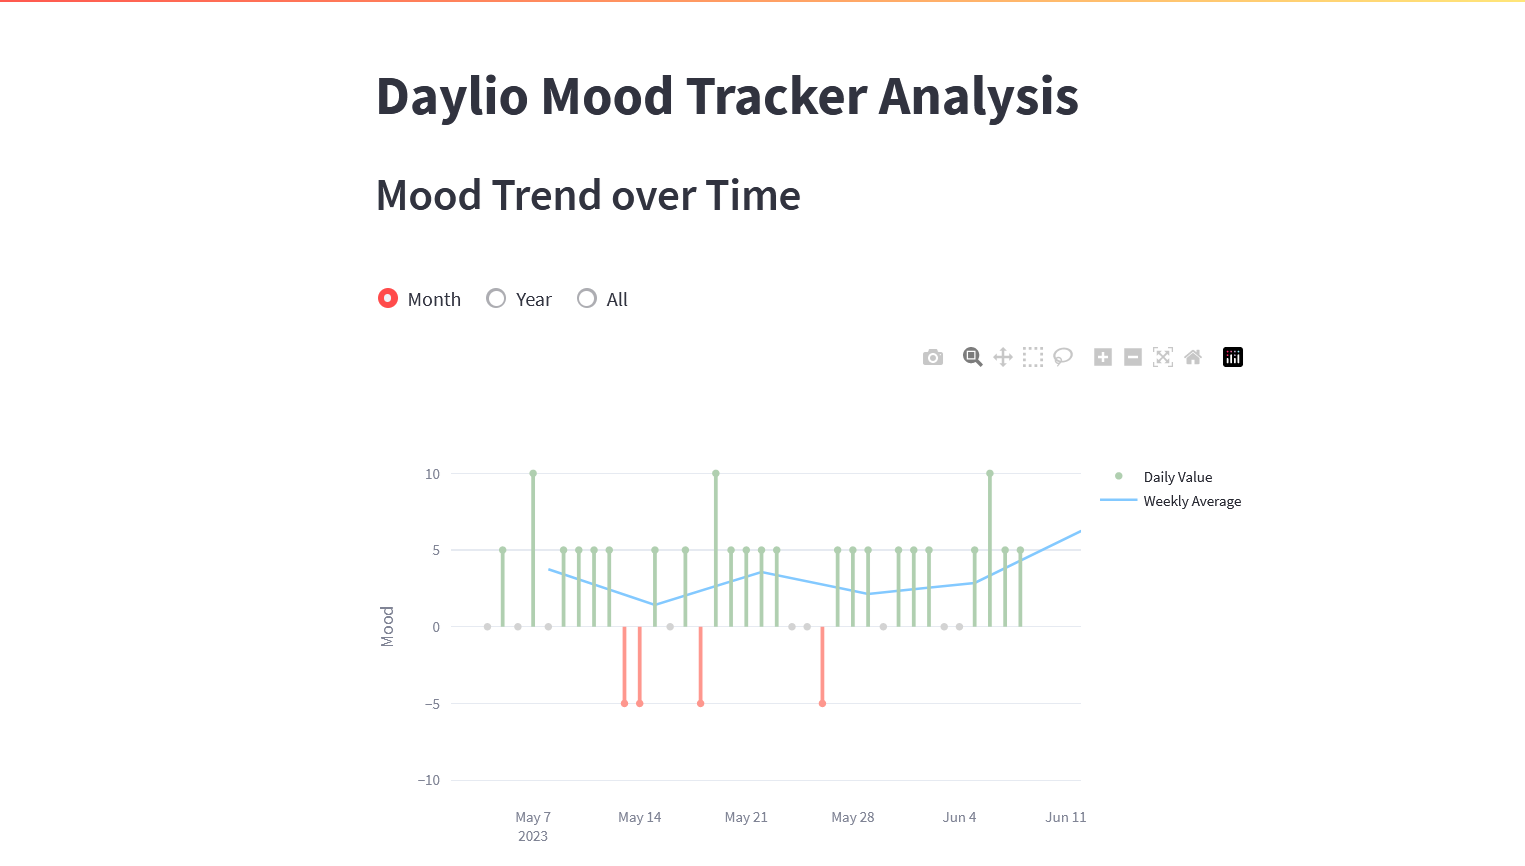 Daylio Mood Tracker Analysis
Mood Trend over Time
Month Year All
10
5
0
−5
−10
Mood
May 7
2023
May 14
May 21
May 28
Jun 4
Jun 11
Daily Value
Weekly Average